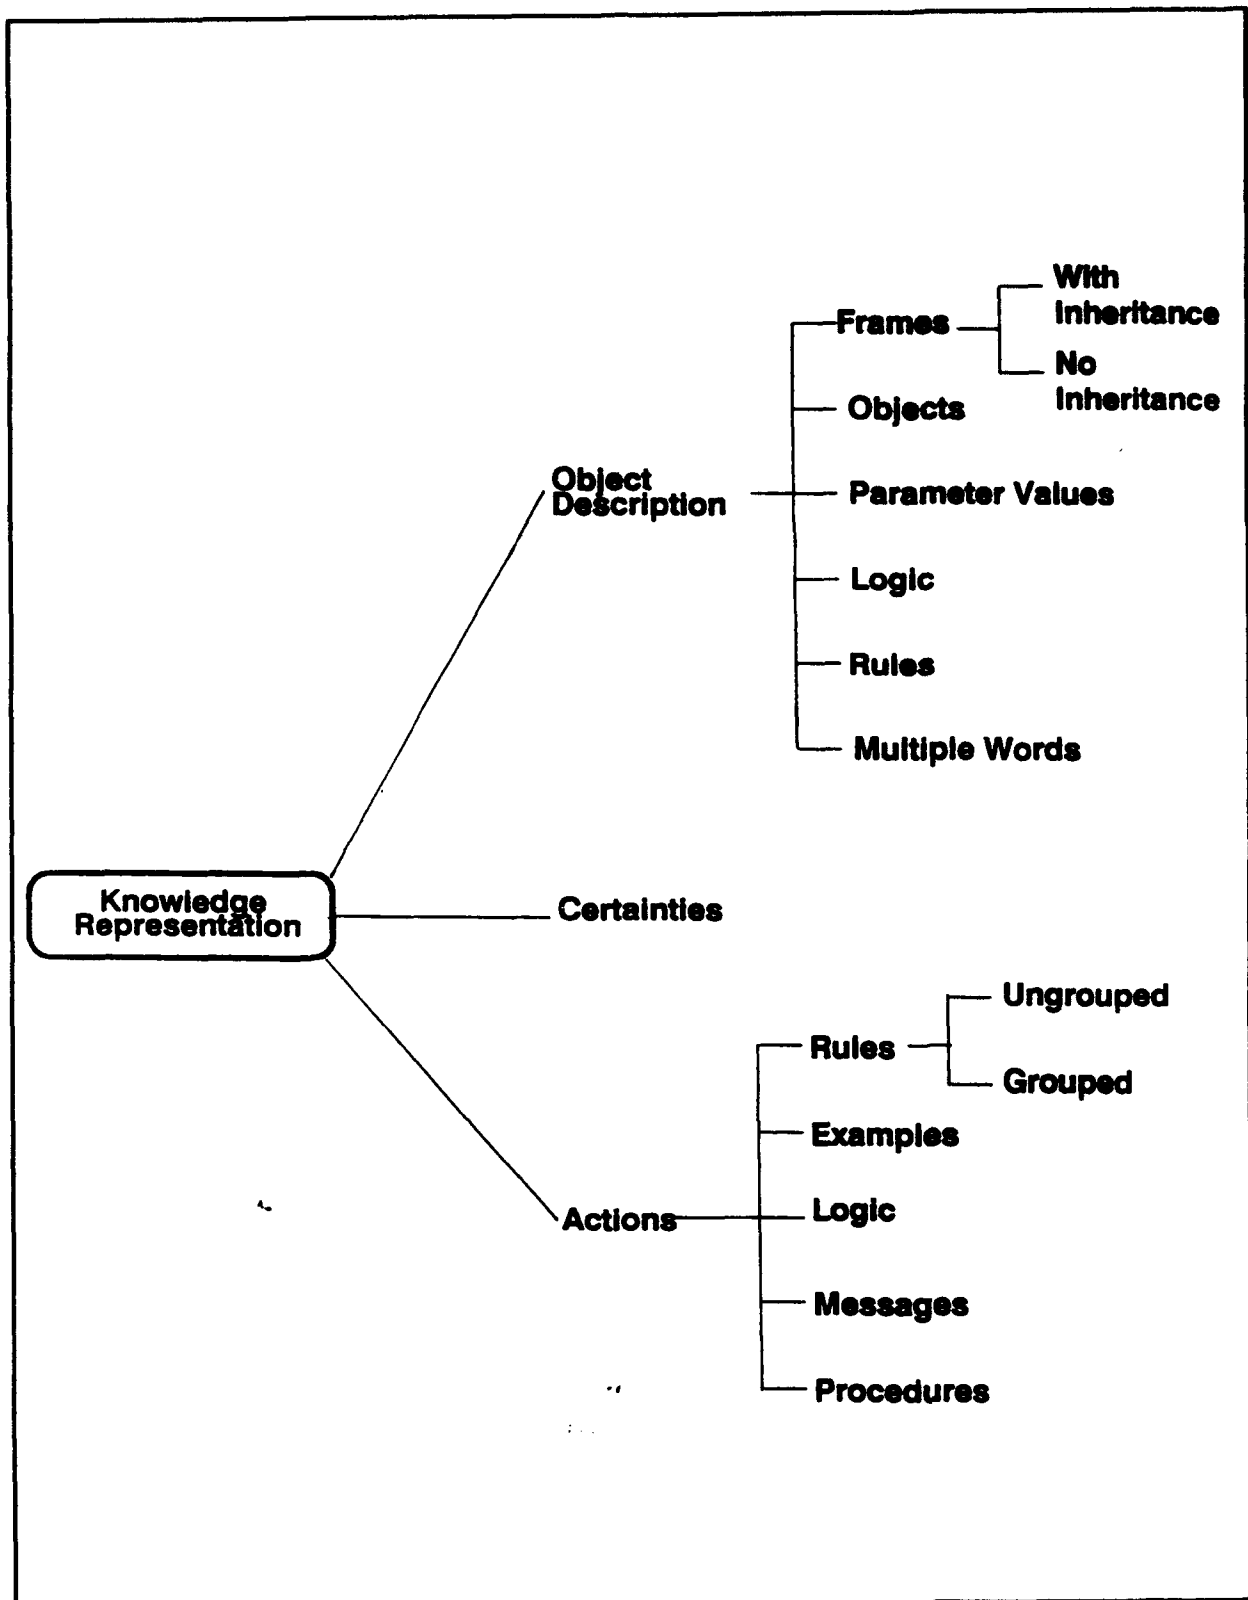 With
Inheritance
Frames
No
Inheritance
Objects
Object
Description
Parameter Values
Logic
Rules
Multiple Words
Knowledge
Representation
Certainties
Ungrouped
Rules
Grouped
Examples
Logic
Actions
Messages
Procedures